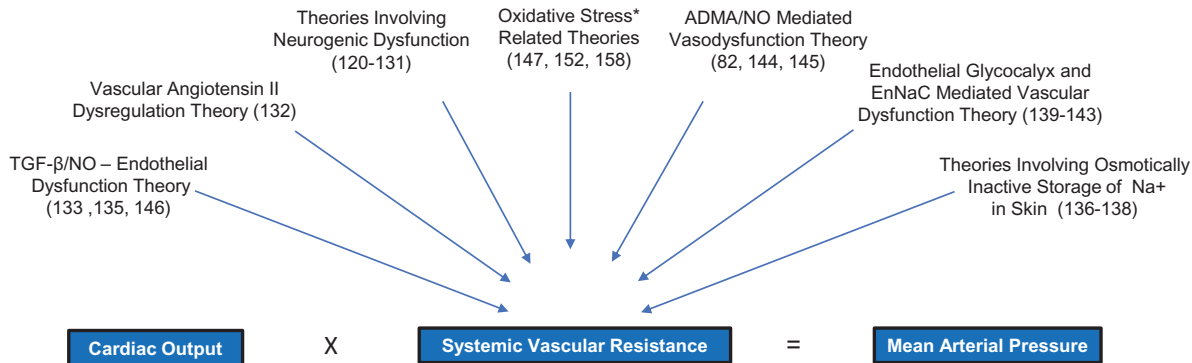 TGF-β/NO – Endothelial
Dysfunction Theory
(133 ,135, 146)
Vascular Angiotensin II
Dysregulation Theory (132)
Theories Involving
Neurogenic Dysfunction
(120-131)
Oxidative Stress*
Related Theories
(147, 152, 158)
ADMA/NO Mediated
Vasodysfunction Theory
(82, 144, 145)
Endothelial Glycocalyx and
EnNaC Mediated Vascular
Dysfunction Theory (139-143)
Theories Involving Osmotically
Inactive Storage of Na+
in Skin (136-138)
Cardiac Output X Systemic Vascular Resistance = Mean Arterial Pressure